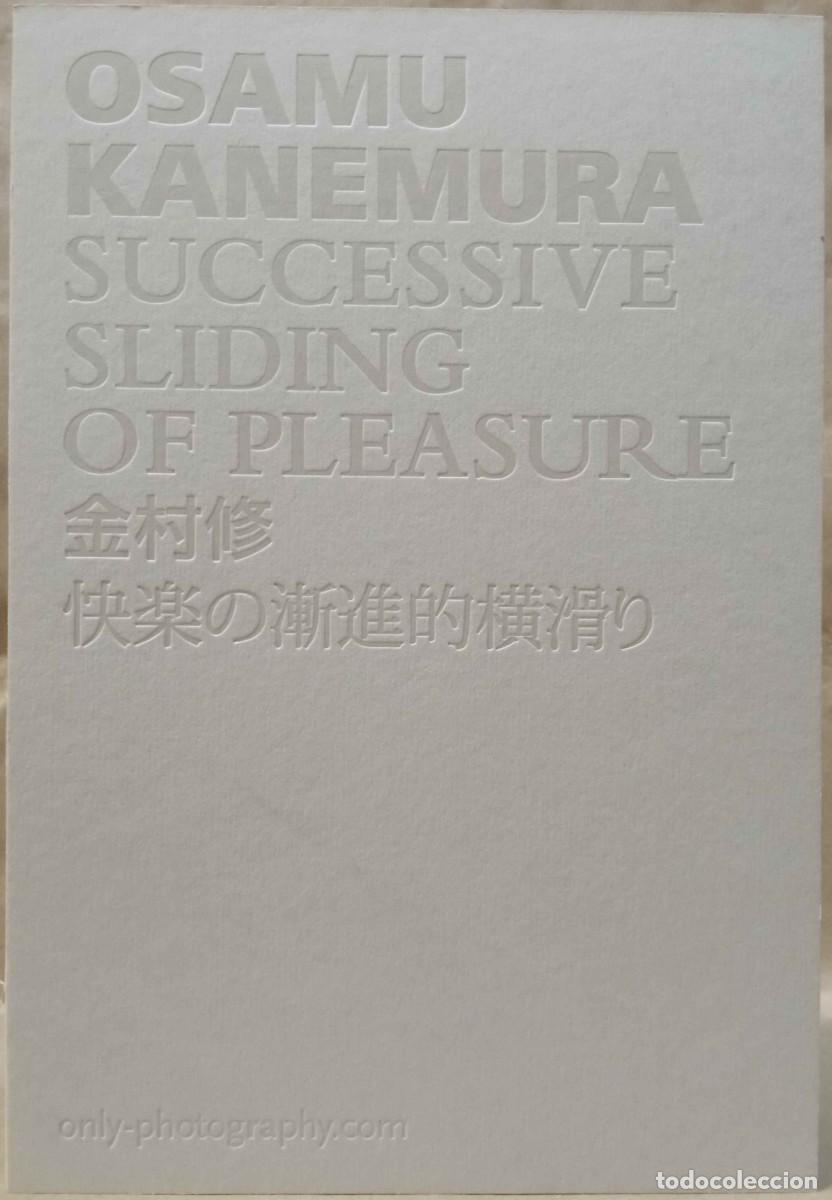 OSAMU
KANEMURA
SUCCESSIVE
SLIDING
OF PLEASURE
金村修
快楽の漸進的横滑り
only-photography.com
todocoleccion